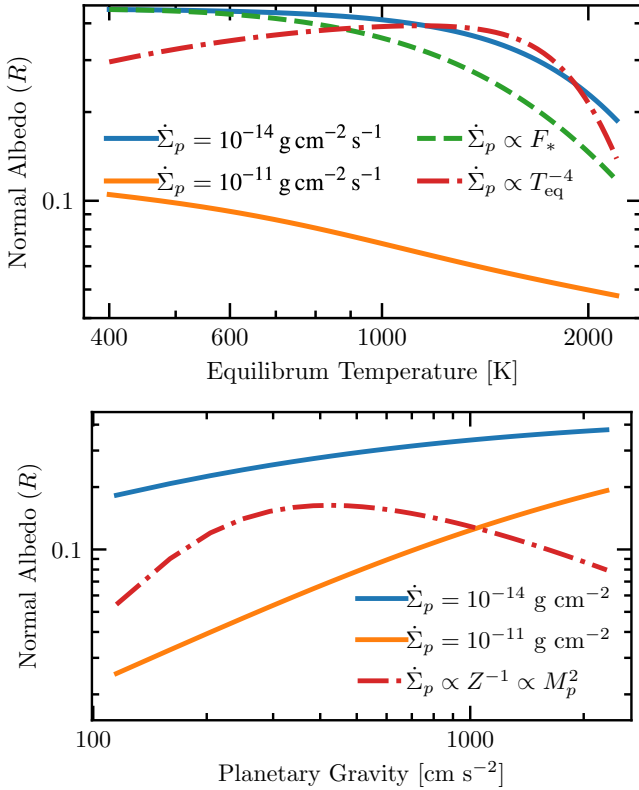 Normal Albedo (R)
0.1
Σ̇ₚ = 10⁻¹⁴ g cm⁻² s⁻¹
Σ̇ₚ = 10⁻¹¹ g cm⁻² s⁻¹
Σ̇ₚ ∝ F⁎
Σ̇ₚ ∝ T_eq⁻⁴
400 600 1000 2000
Equilibrum Temperature [K]
Normal Albedo (R)
0.1
Σ̇ₚ = 10⁻¹⁴ g cm⁻²
Σ̇ₚ = 10⁻¹¹ g cm⁻²
Σ̇ₚ ∝ Z⁻¹ ∝ Mₚ²
100 1000
Planetary Gravity [cm s⁻²]